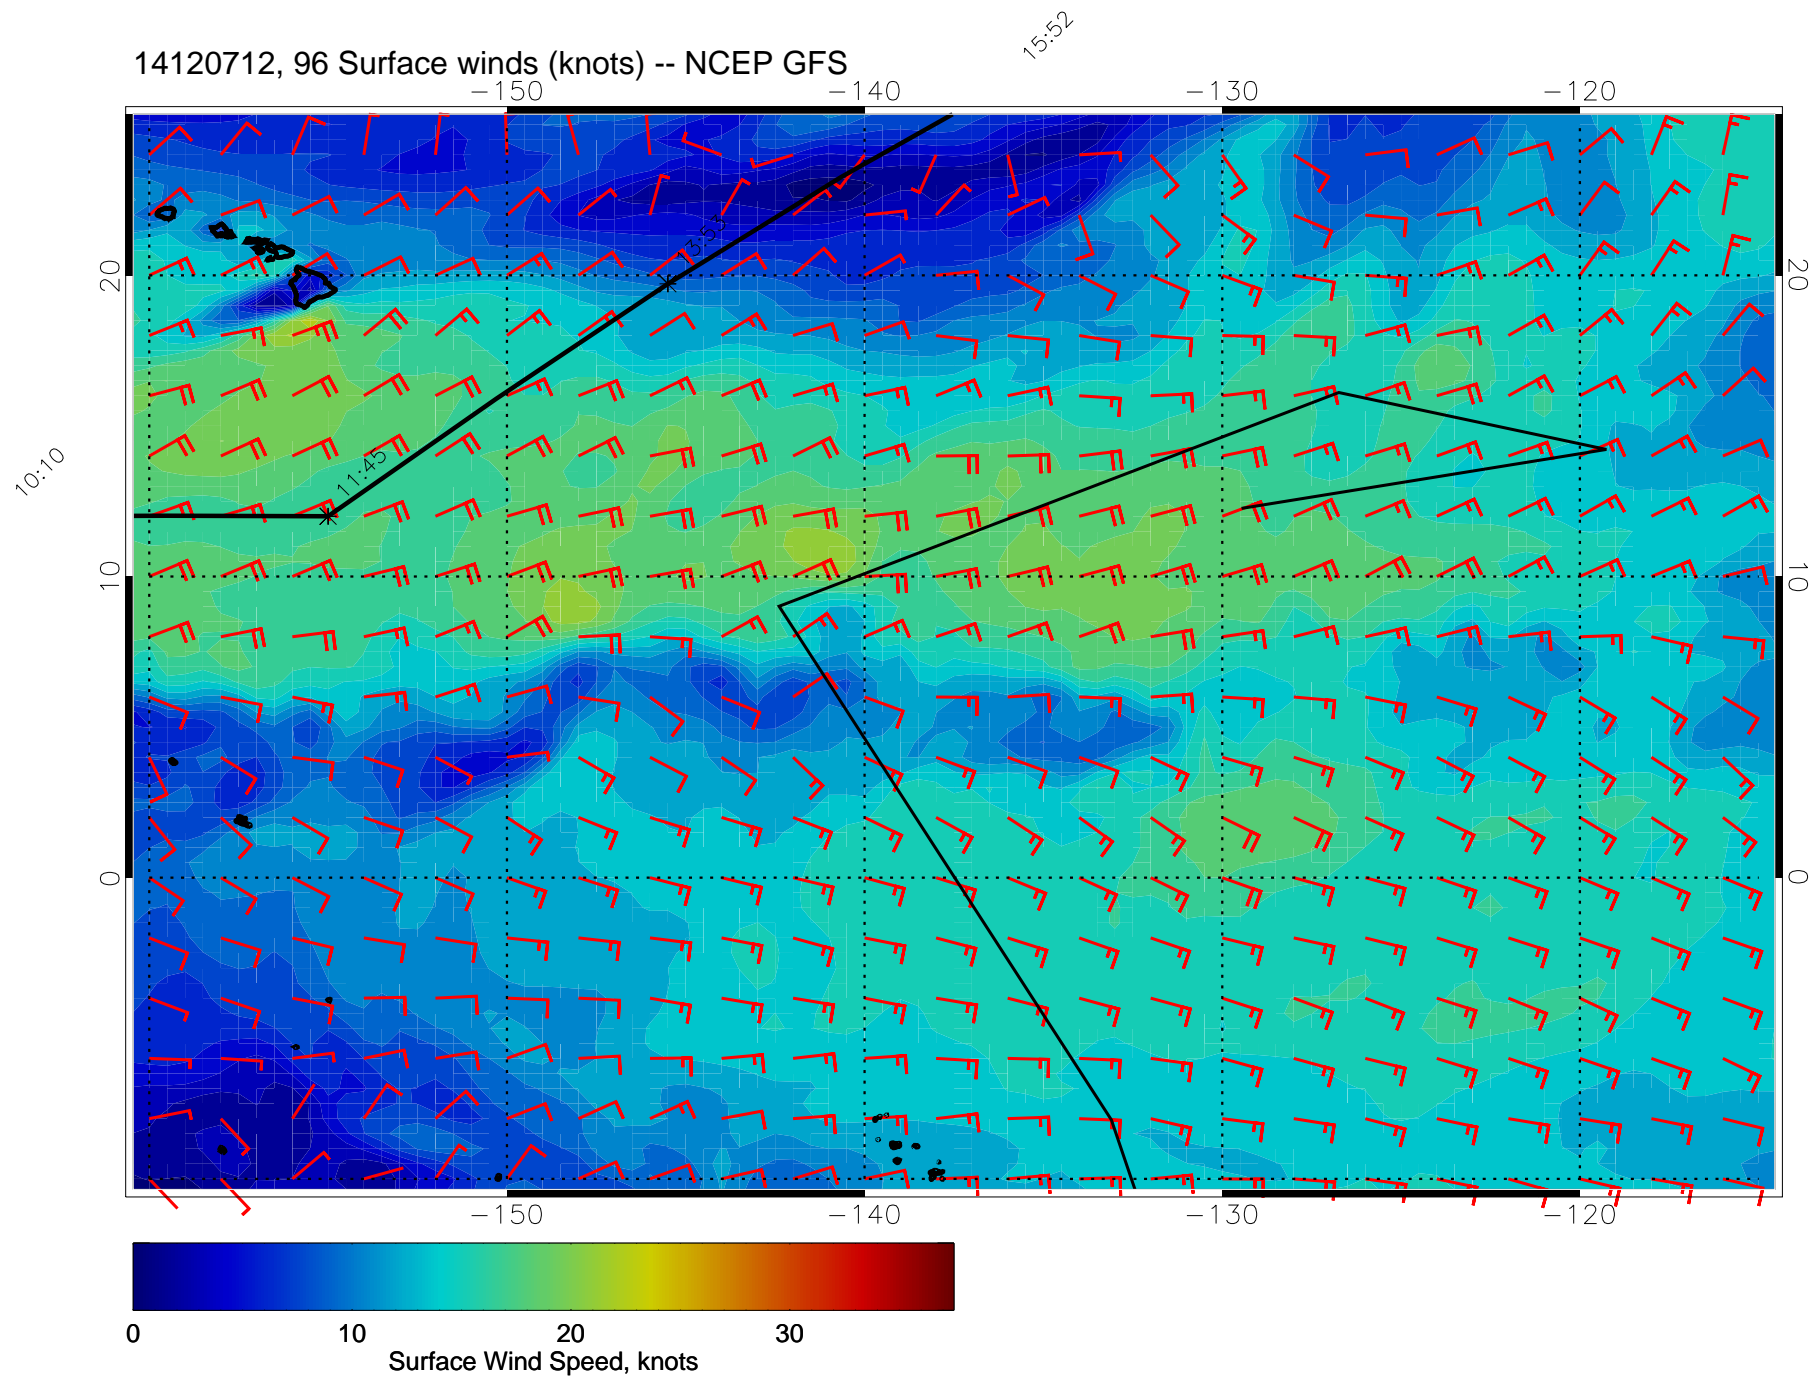 15:52
14120712, 96 Surface winds (knots) -- NCEP GFS
-150 -140 -130 -120
13:53
20 20
11:45
10:10
10 10
0 0
-150 -140 -130 -120
0 10 20 30
Surface Wind Speed, knots